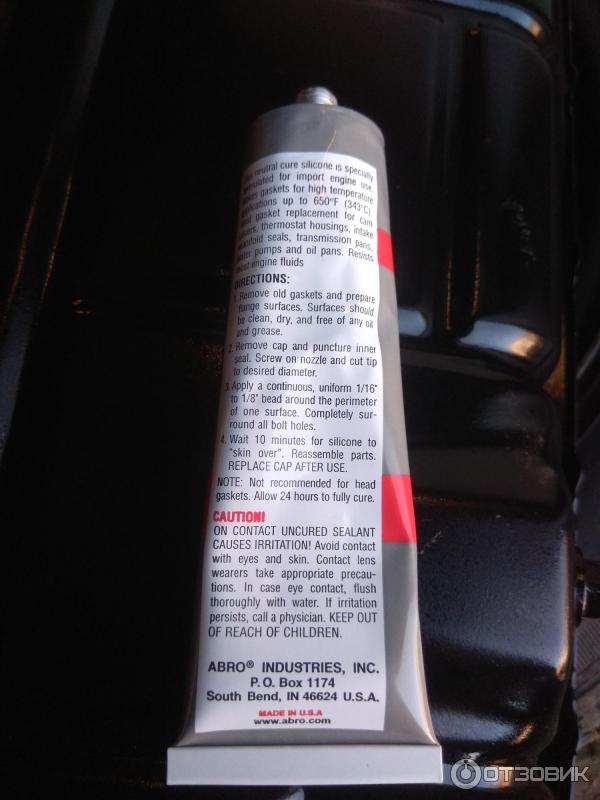 neutral cure silicone is specially
formulated for import engine use.
Makes gaskets for high temperature
applications up to 650°F (343°C).
gasket replacement for cam
covers, thermostat housings, intake
manifold seals, transmission pans,
water pumps and oil pans. Resists
most engine fluids
DIRECTIONS:
1. Remove old gaskets and prepare
flange surfaces. Surfaces should
be clean, dry, and free of any oil
and grease.
2. Remove cap and puncture inner
seal. Screw on nozzle and cut tip
to desired diameter.
3. Apply a continuous, uniform 1/16"
to 1/8" bead around the perimeter
of one surface. Completely sur-
round all bolt holes.
4. Wait 10 minutes for silicone to
"skin over". Reassemble parts.
REPLACE CAP AFTER USE.
NOTE: Not recommended for head
gaskets. Allow 24 hours to fully cure.
CAUTION!
ON CONTACT UNCURED SEALANT
CAUSES IRRITATION! Avoid contact
with eyes and skin. Contact lens
wearers take appropriate precau-
tions. In case eye contact, flush
thoroughly with water. If irritation
persists, call a physician. KEEP OUT
OF REACH OF CHILDREN.
ABRO® INDUSTRIES, INC.
P.O. Box 1174
South Bend, IN 46624 U.S.A.
MADE IN U.S.A
www.abro.com
ОТЗОВИК